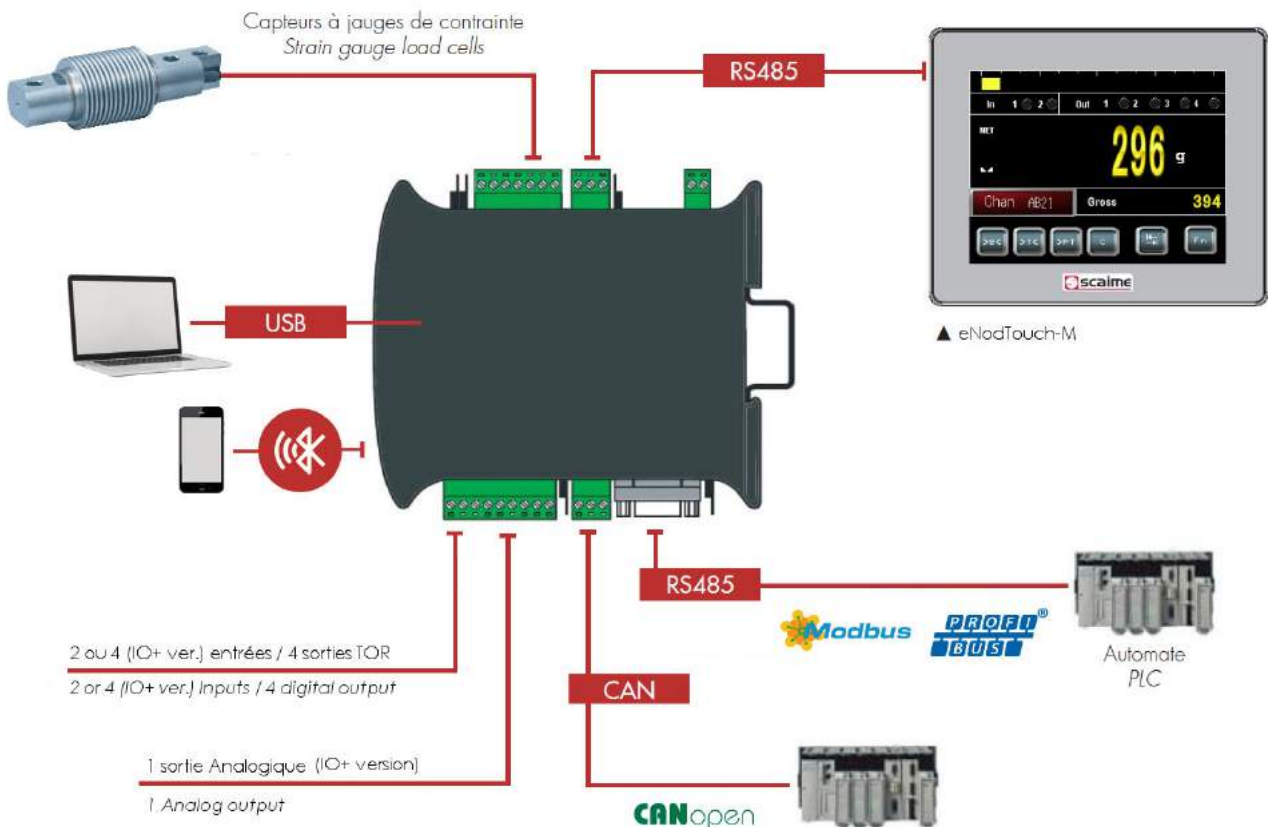 Capteurs à jauges de contrainte
Strain gauge load cells
RS485
In 1 2 Out 1 2 3 4
NET
296 g
Chan AB21 Gross 394
>0<
>T<
C
Fn
scaime
▲ eNodTouch-M
USB
RS485
Modbus
PROFI
BUS®
Automate
PLC
2 ou 4 (IO+ ver.) entrées / 4 sorties TOR
2 or 4 (IO+ ver.) Inputs / 4 digital output
CAN
1 sortie Analogique (IO+ version)
1 Analog output
CANopen